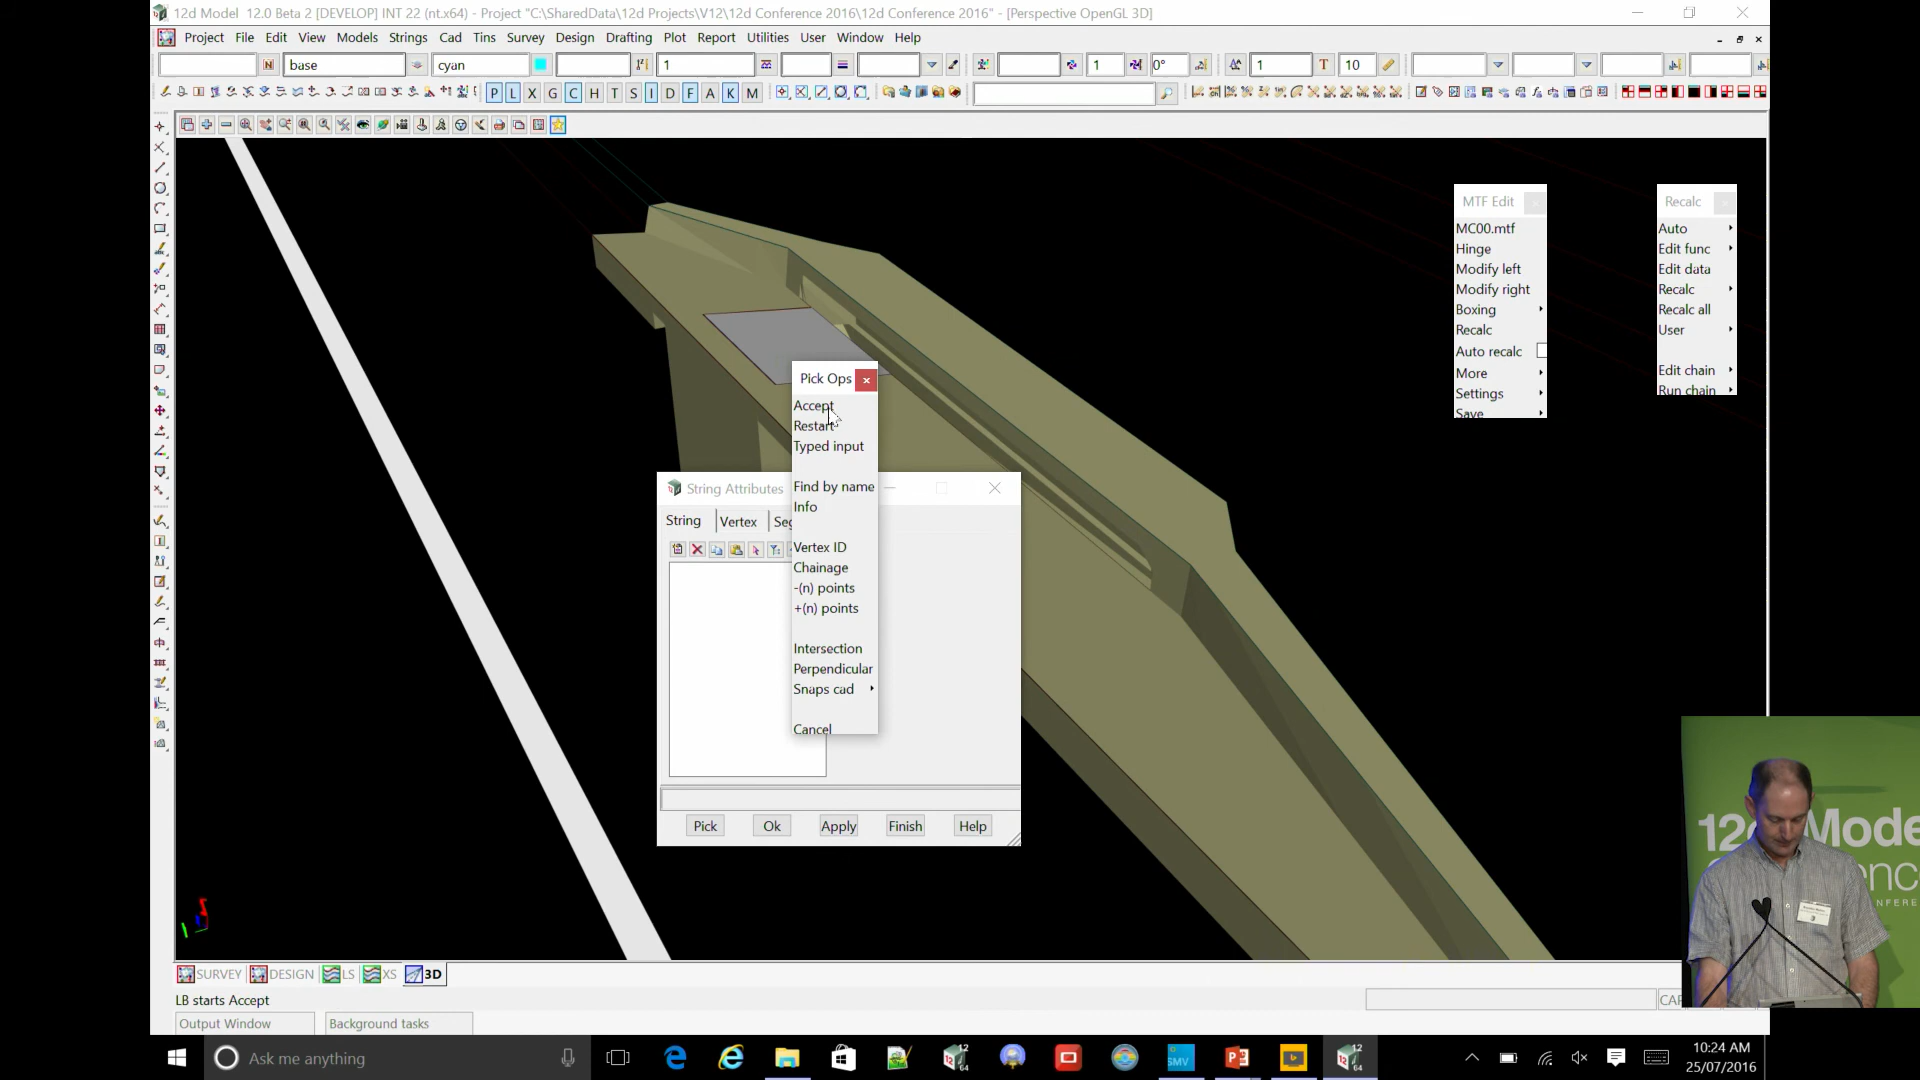 12d Model 12.0 Beta 2 [DEVELOP] INT 22 (nt.x64) - Project "C:\SharedData\12d Projects\V12\12d Conference 2016\12d Conference 2016" - [Perspective OpenGL 3D]
Project File Edit View Models Strings Cad Tins Survey Design Drafting Plot Report Utilities User Window Help
base cyan 1 1 0° 1 T 10
P L X G C H T S I D F A K M
MTF Edit
MC00.mtf
Hinge
Modify left
Modify right
Boxing
Recalc
Auto recalc
More
Settings
Save
Recalc
Auto
Edit func
Edit data
Recalc
Recalc all
User
Edit chain
Run chain
Pick Ops
Accept
Restart
Typed input
Find by name
Info
Vertex ID
Chainage
-(n) points
+(n) points
Intersection
Perpendicular
Snaps cad
Cancel
String Attributes
String Vertex Seg
Pick Ok Apply Finish Help
SURVEY DESIGN LS XS 3D
LB starts Accept
CAP
Output Window Background tasks
Ask me anything
10:24 AM
25/07/2016